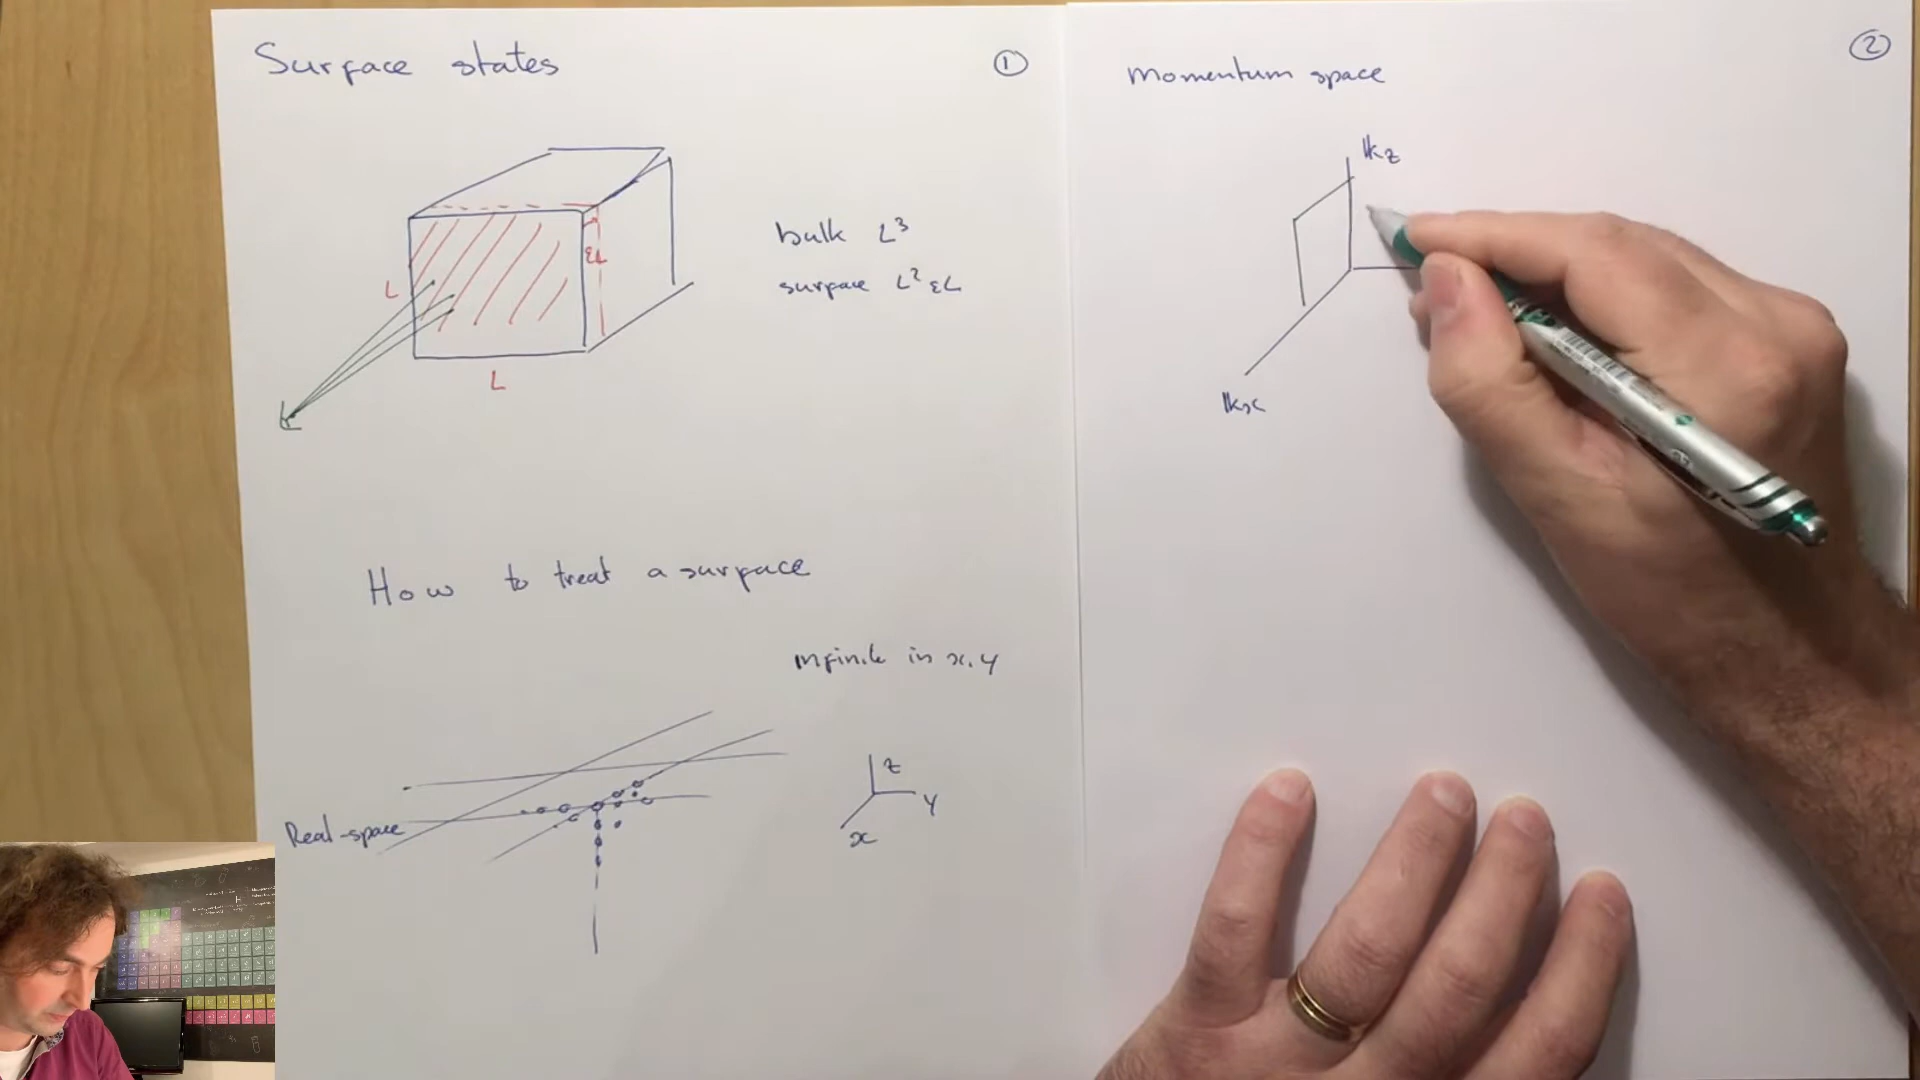 Surface states
①
L
L
εL
bulk L³
surface L² εL
How to treat a surface
infinite in x, y
Real-space
z
y
x
②
Momentum space
kz
kx